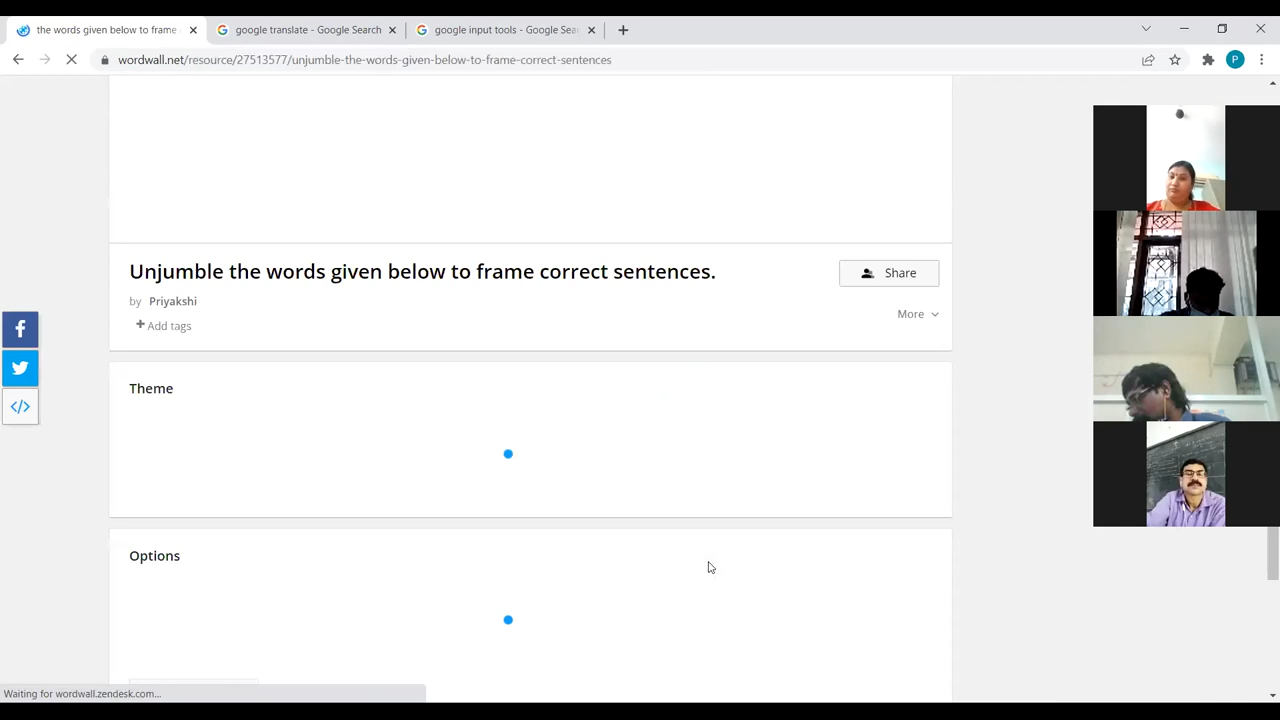 the words given below to frame
google translate - Google Search
google input tools - Google Sea
wordwall.net/resource/27513577/unjumble-the-words-given-below-to-frame-correct-sentences
P
Unjumble the words given below to frame correct sentences.
Share
by Priyakshi
More
+ Add tags
Theme
Options
Waiting for wordwall.zendesk.com...